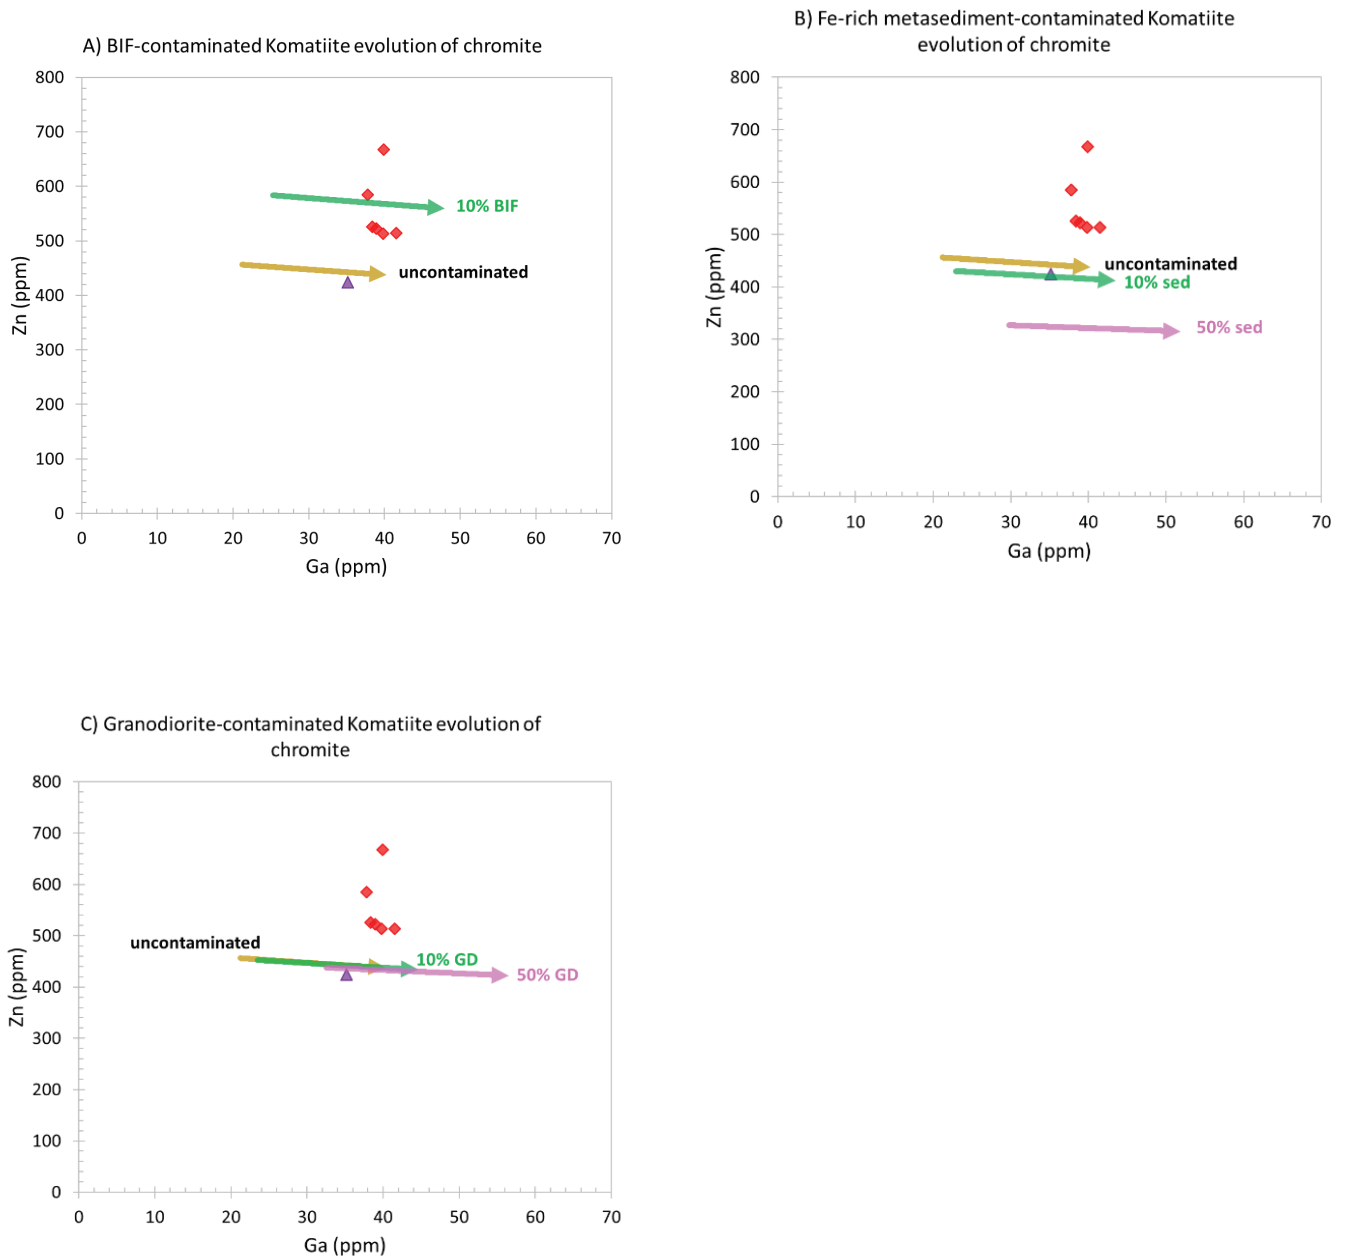 A) BIF-contaminated Komatiite evolution of chromite
800
700
600
500
400
300
200
100
0
Zn (ppm)
10% BIF
uncontaminated
0 10 20 30 40 50 60 70
Ga (ppm)
B) Fe-rich metasediment-contaminated Komatiite
evolution of chromite
800
700
600
500
400
300
200
100
0
Zn (ppm)
uncontaminated
10% sed
50% sed
0 10 20 30 40 50 60 70
Ga (ppm)
C) Granodiorite-contaminated Komatiite evolution of
chromite
800
700
600
500
400
300
200
100
0
Zn (ppm)
uncontaminated
10% GD
50% GD
0 10 20 30 40 50 60 70
Ga (ppm)